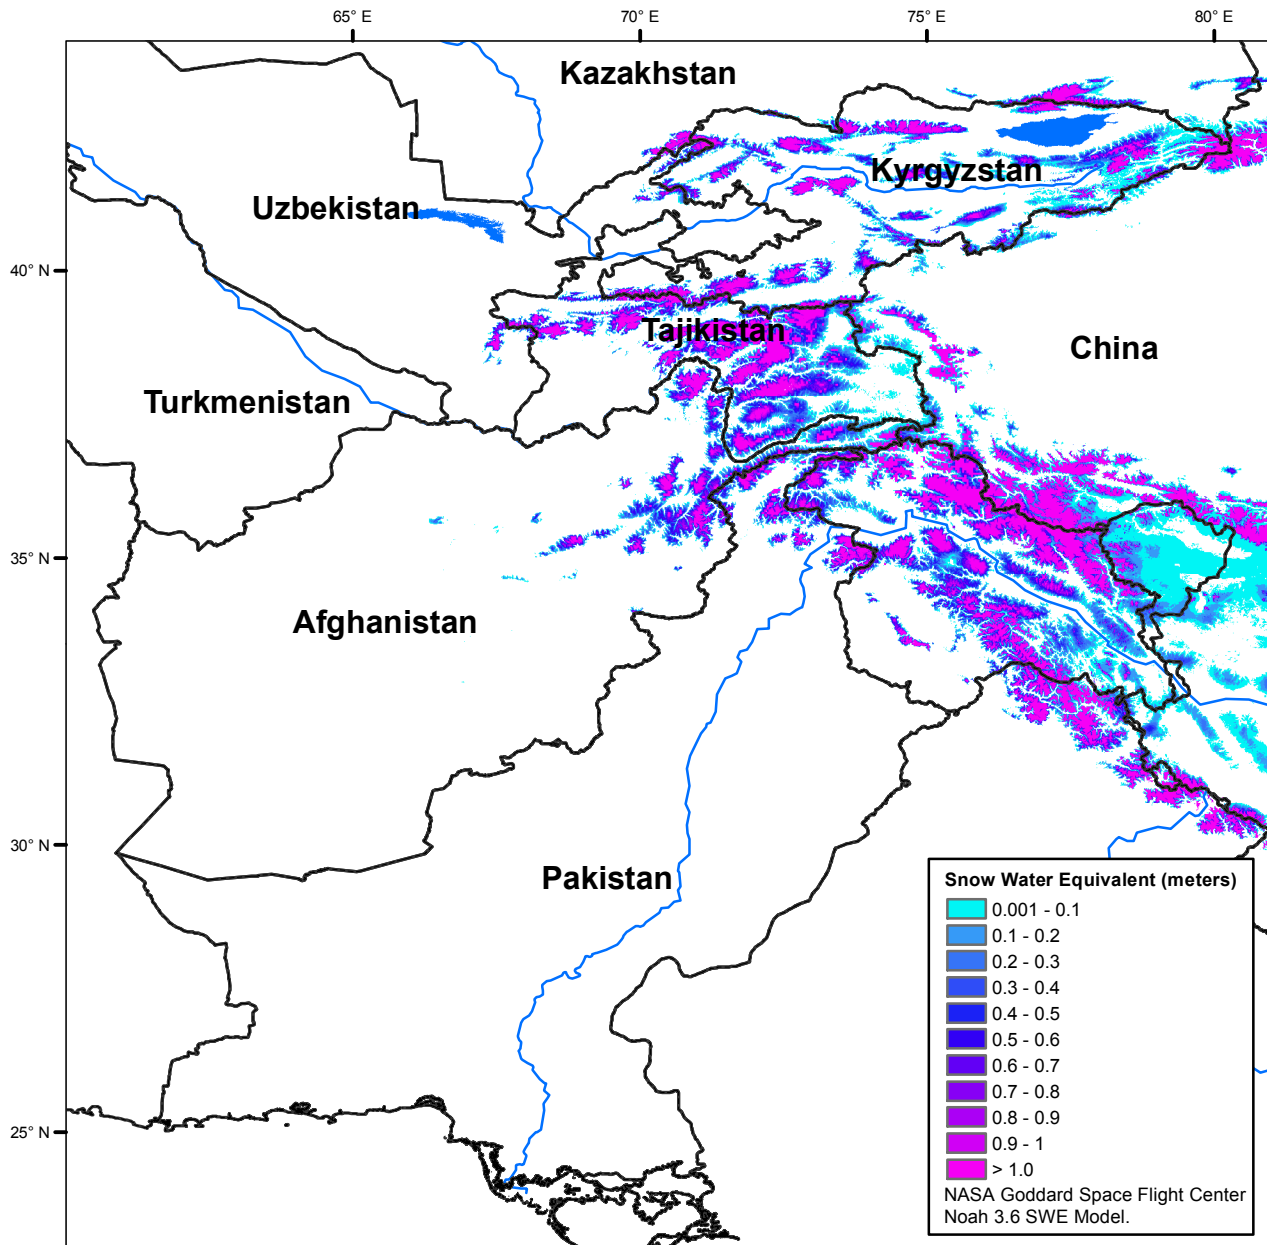 65° E
70° E
75° E
80° E
Kazakhstan
Kyrgyzstan
Uzbekistan
40° N
Tajikistan
China
Turkmenistan
35° N
Afghanistan
30° N
Pakistan
25° N
Snow Water Equivalent (meters)
0.001 - 0.1
0.1 - 0.2
0.2 - 0.3
0.3 - 0.4
0.4 - 0.5
0.5 - 0.6
0.6 - 0.7
0.7 - 0.8
0.8 - 0.9
0.9 - 1
> 1.0
NASA Goddard Space Flight Center
Noah 3.6 SWE Model.